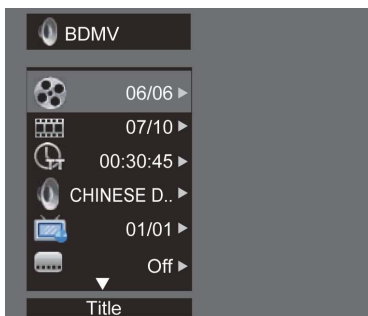 BDMV
06/06
07/10
00:30:45
CHINESE D..
01/01
Off
Title